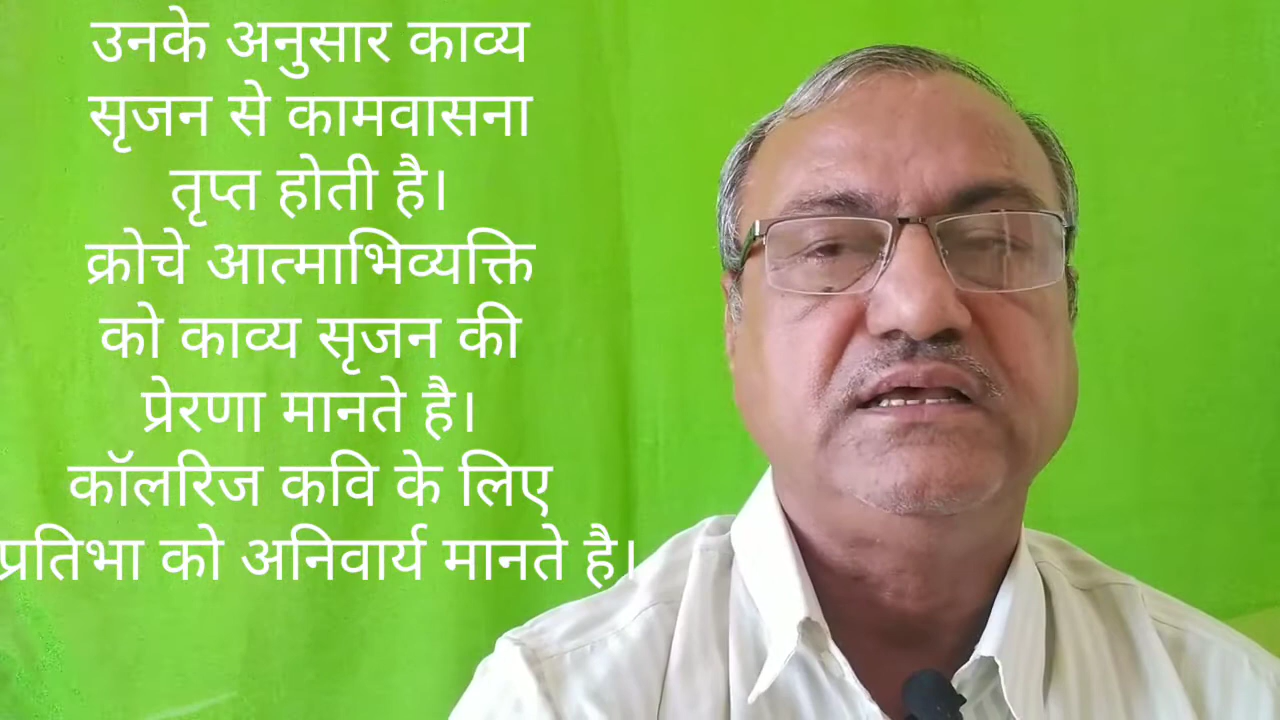 उनके अनुसार काव्य
सृजन से कामवासना
तृप्त होती है।
क्रोचे आत्माभिव्यक्ति
को काव्य सृजन की
प्रेरणा मानते है।
कॉलरिज कवि के लिए
प्रतिभा को अनिवार्य मानते है।